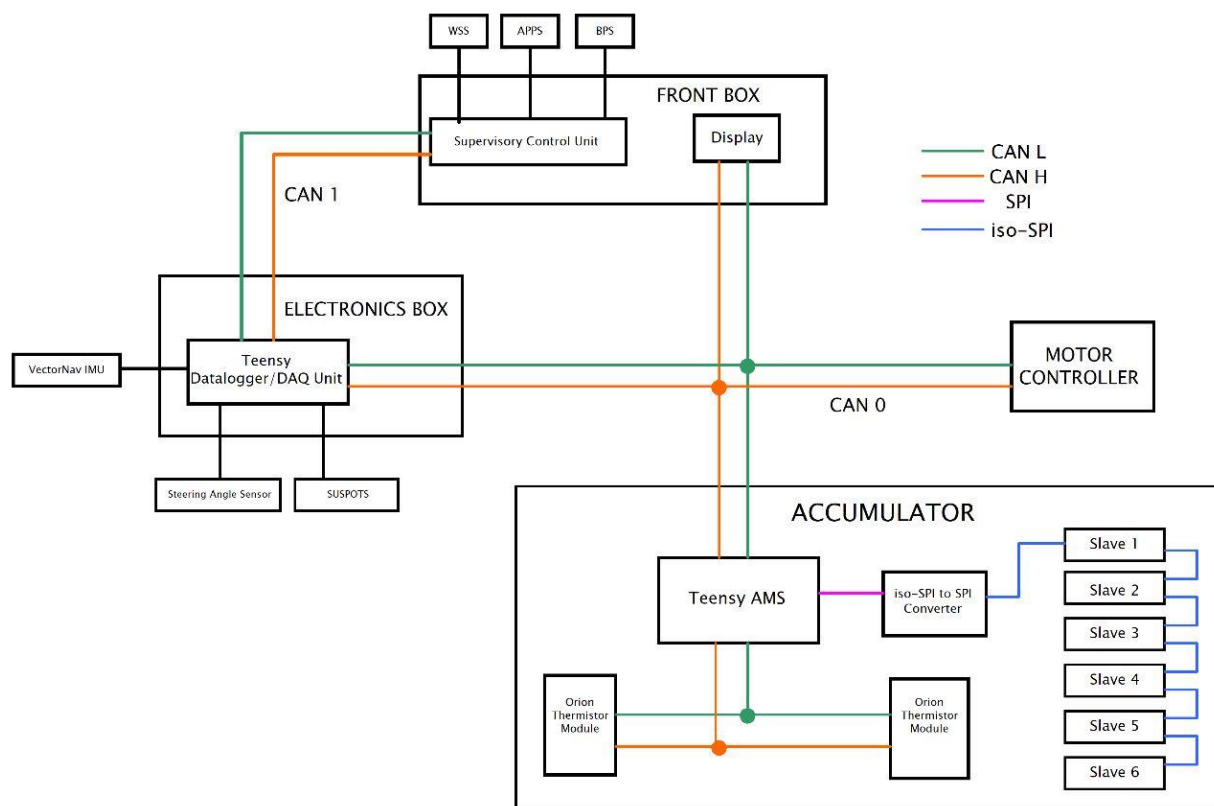 WSS
APPS
BPS
FRONT BOX
Supervisory Control Unit
Display
CAN L
CAN H
SPI
iso-SPI
CAN 1
ELECTRONICS BOX
Teensy
Datalogger/DAQ Unit
VectorNav IMU
MOTOR
CONTROLLER
CAN 0
Steering Angle Sensor
SUSPOTS
ACCUMULATOR
Teensy AMS
iso-SPI to SPI
Converter
Slave 1
Slave 2
Slave 3
Slave 4
Slave 5
Slave 6
Orion
Thermistor
Module
Orion
Thermistor
Module